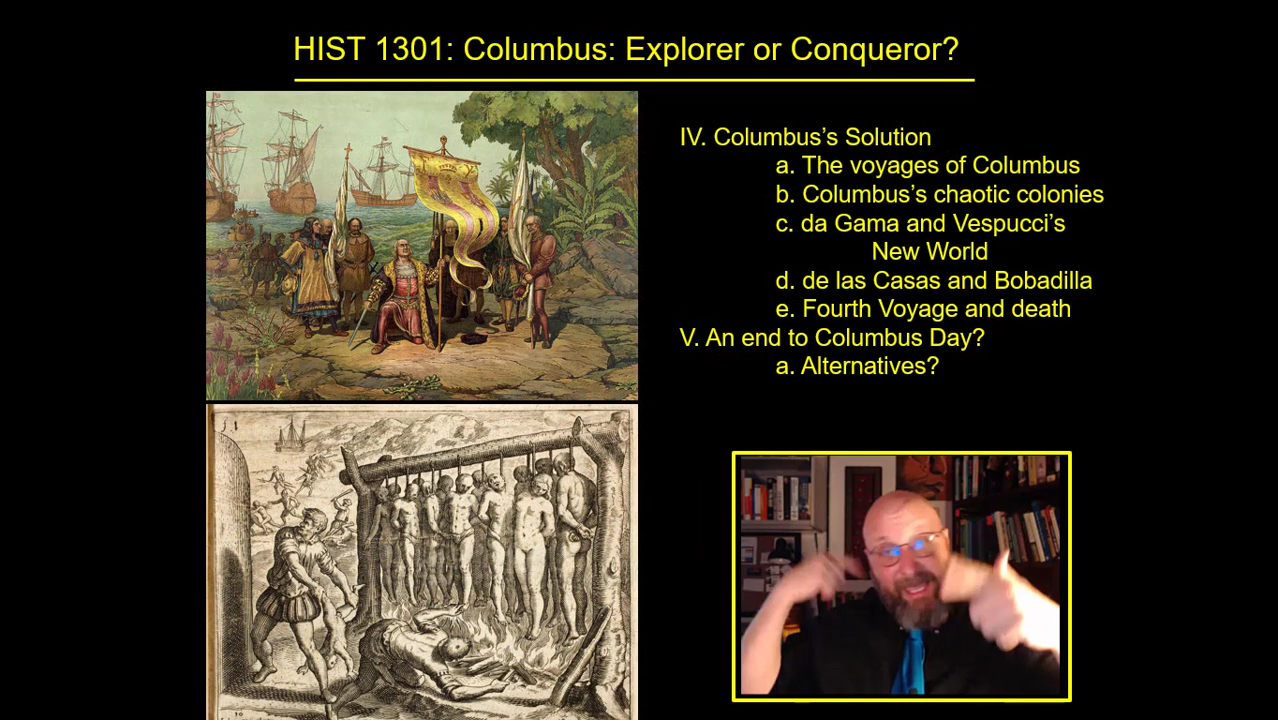 HIST 1301: Columbus: Explorer or Conqueror?
IV. Columbus’s Solution
a. The voyages of Columbus
b. Columbus’s chaotic colonies
c. da Gama and Vespucci’s
New World
d. de las Casas and Bobadilla
e. Fourth Voyage and death
V. An end to Columbus Day?
a. Alternatives?